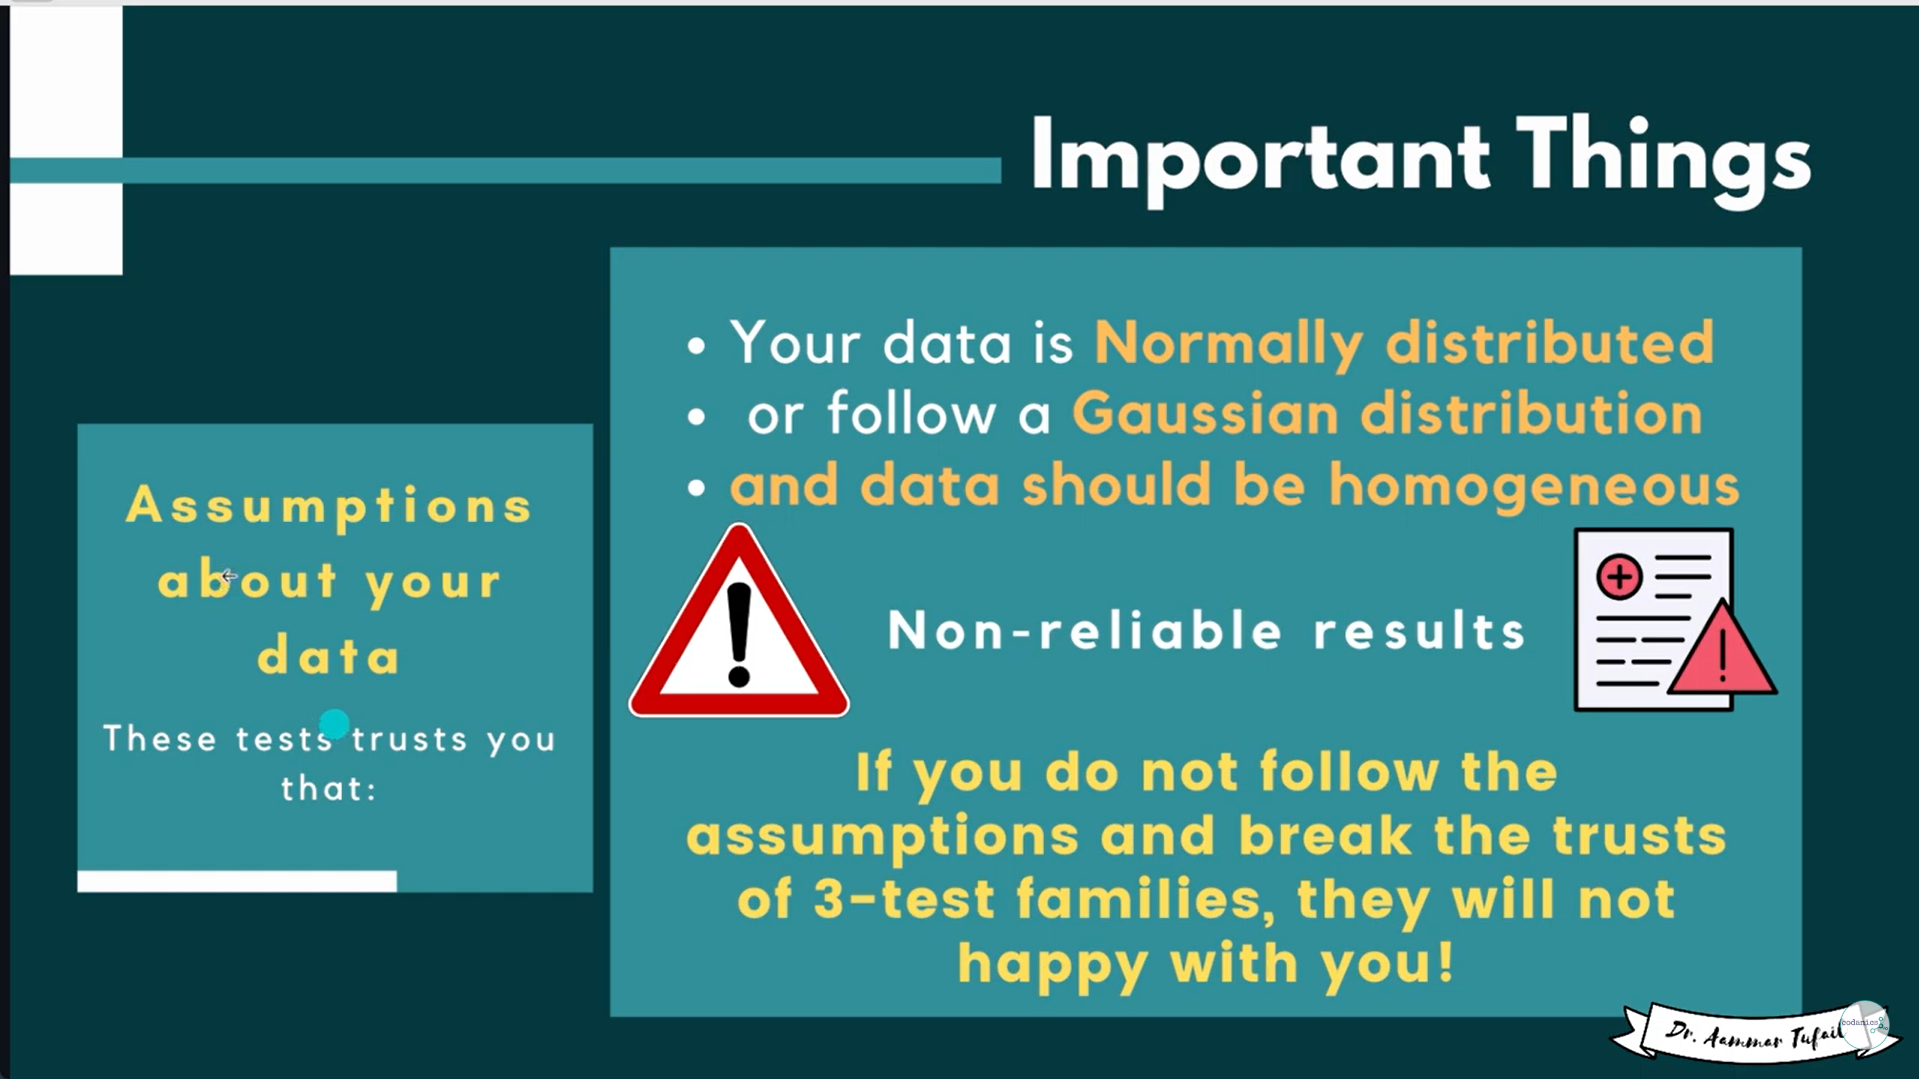 Important Things
• Your data is Normally distributed
• or follow a Gaussian distribution
• and data should be homogeneous
Non-reliable results
If you do not follow the
assumptions and break the trusts
of 3-test families, they will not
happy with you!
Assumptions
about your
data
These tests trusts you
that:
Dr. Aammar Tufail
codanics